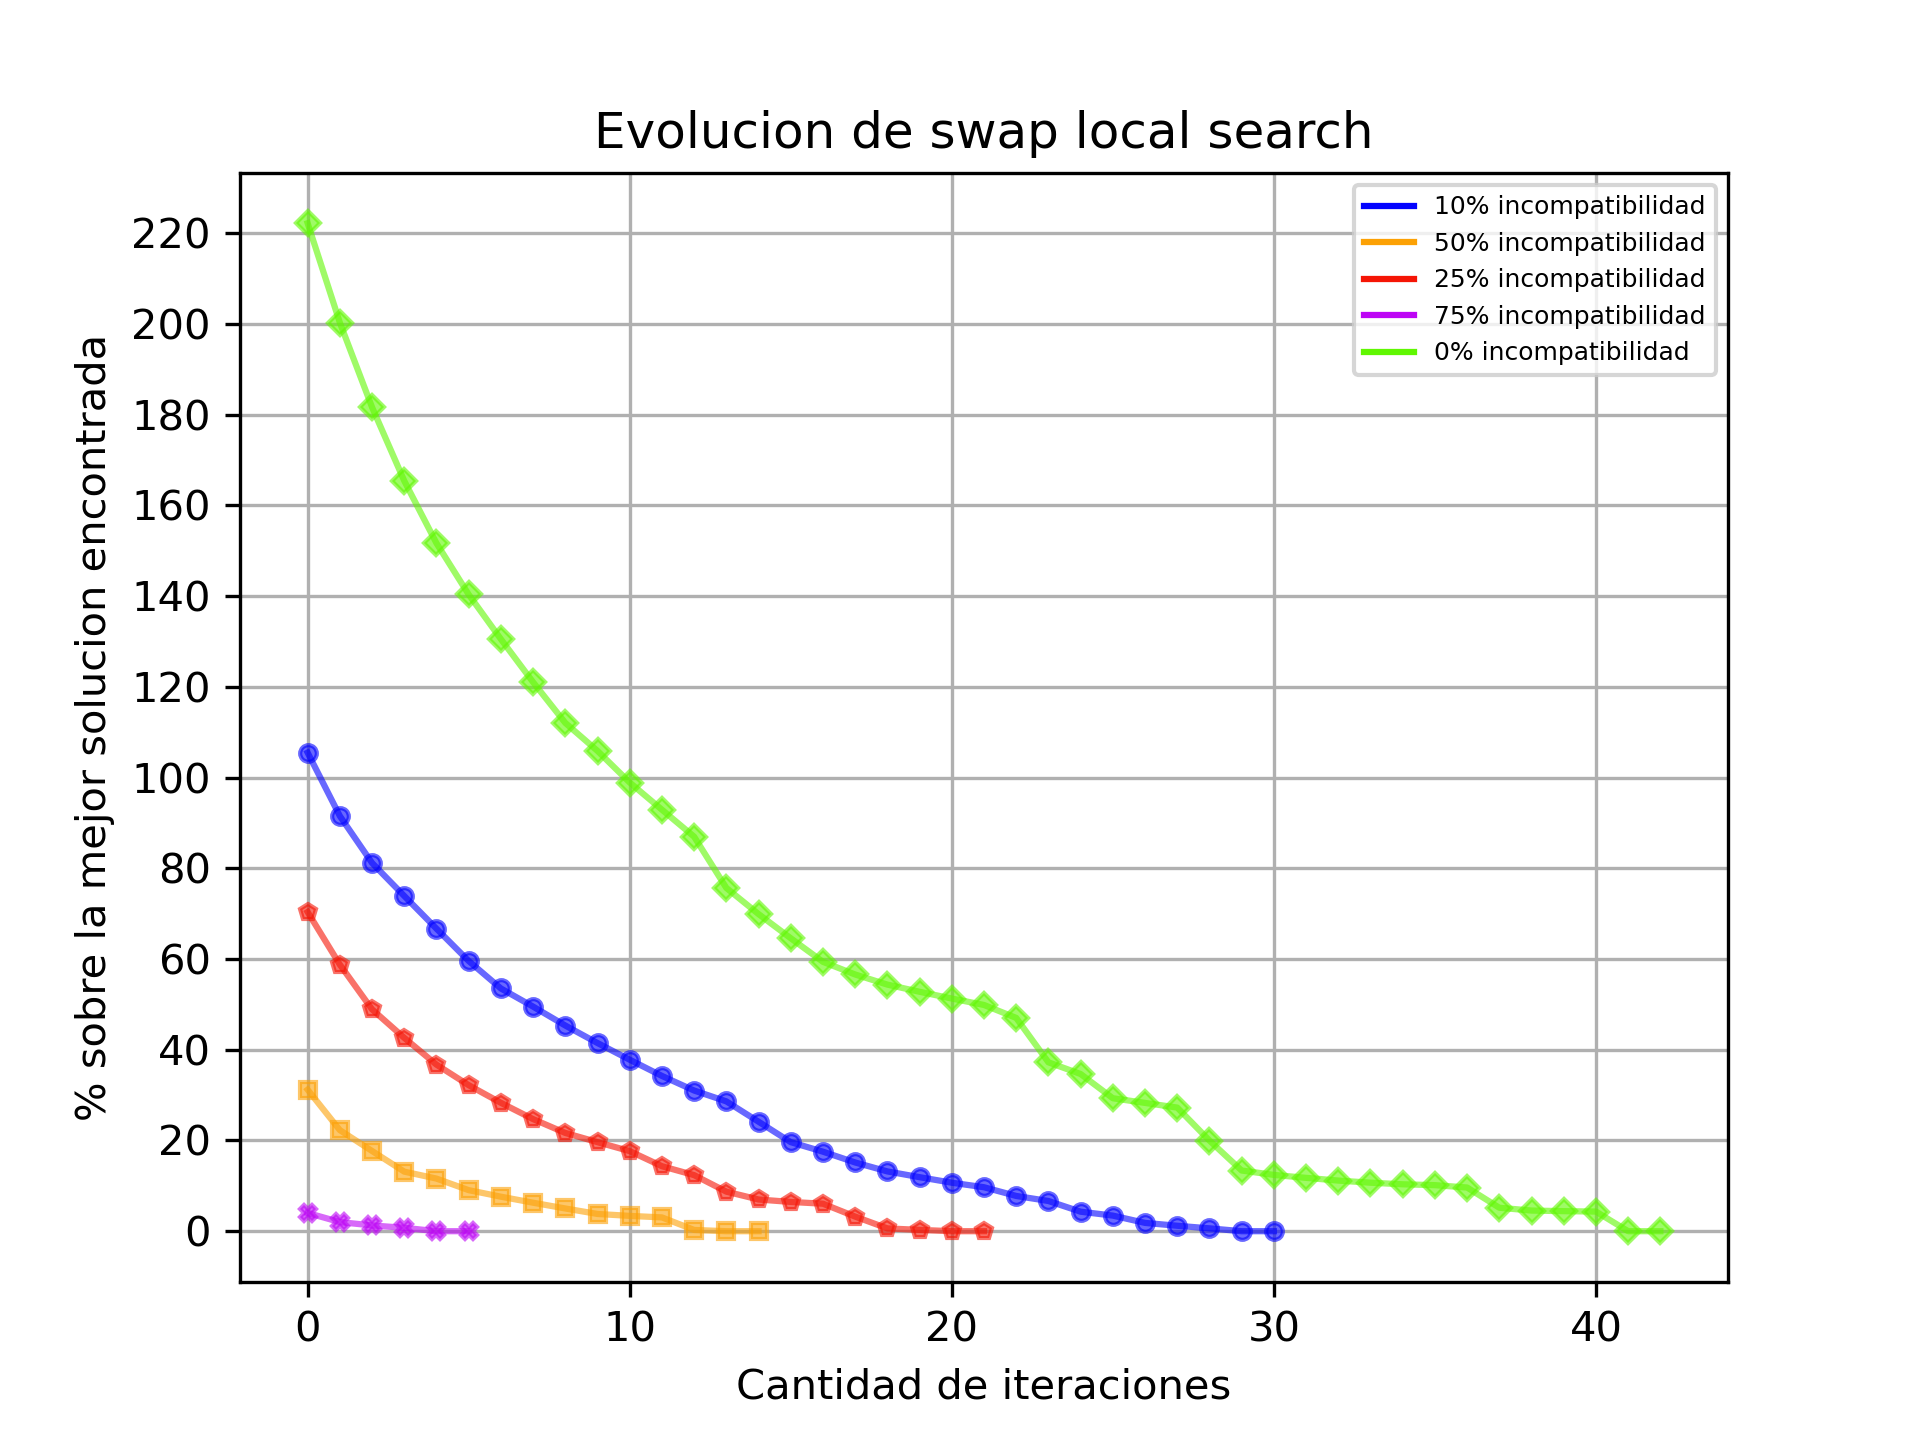 Evolucion de swap local search
% sobre la mejor solucion encontrada
220
200
180
160
140
120
100
80
60
40
20
0
10% incompatibilidad
50% incompatibilidad
25% incompatibilidad
75% incompatibilidad
0% incompatibilidad
0 10 20 30 40
Cantidad de iteraciones